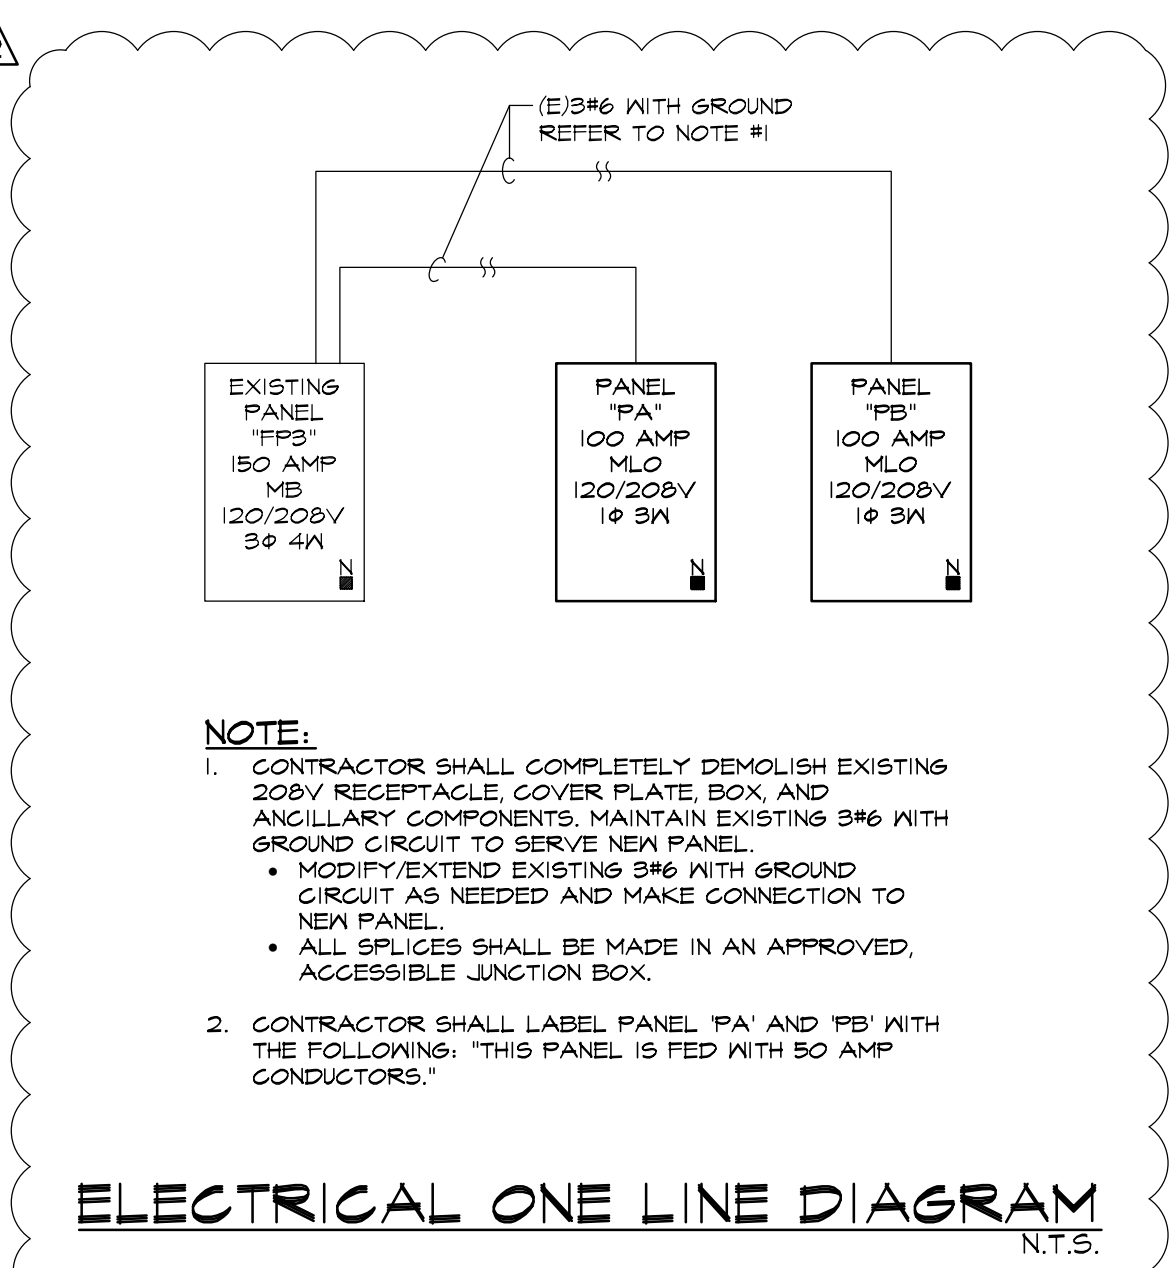 (E)3#6 WITH GROUND
REFER TO NOTE #1
EXISTING
PANEL
"FP3"
150 AMP
MB
120/208V
3Φ 4W
N
PANEL
"PA"
100 AMP
MLO
120/208V
1Φ 3W
N
PANEL
"PB"
100 AMP
MLO
120/208V
1Φ 3W
N
NOTE:
1. CONTRACTOR SHALL COMPLETELY DEMOLISH EXISTING
208V RECEPTACLE, COVER PLATE, BOX, AND
ANCILLARY COMPONENTS. MAINTAIN EXISTING 3#6 WITH
GROUND CIRCUIT TO SERVE NEW PANEL.
• MODIFY/EXTEND EXISTING 3#6 WITH GROUND
CIRCUIT AS NEEDED AND MAKE CONNECTION TO
NEW PANEL.
• ALL SPLICES SHALL BE MADE IN AN APPROVED,
ACCESSIBLE JUNCTION BOX.
2. CONTRACTOR SHALL LABEL PANEL 'PA' AND 'PB' WITH
THE FOLLOWING: "THIS PANEL IS FED WITH 50 AMP
CONDUCTORS."
ELECTRICAL ONE LINE DIAGRAM
N.T.S.